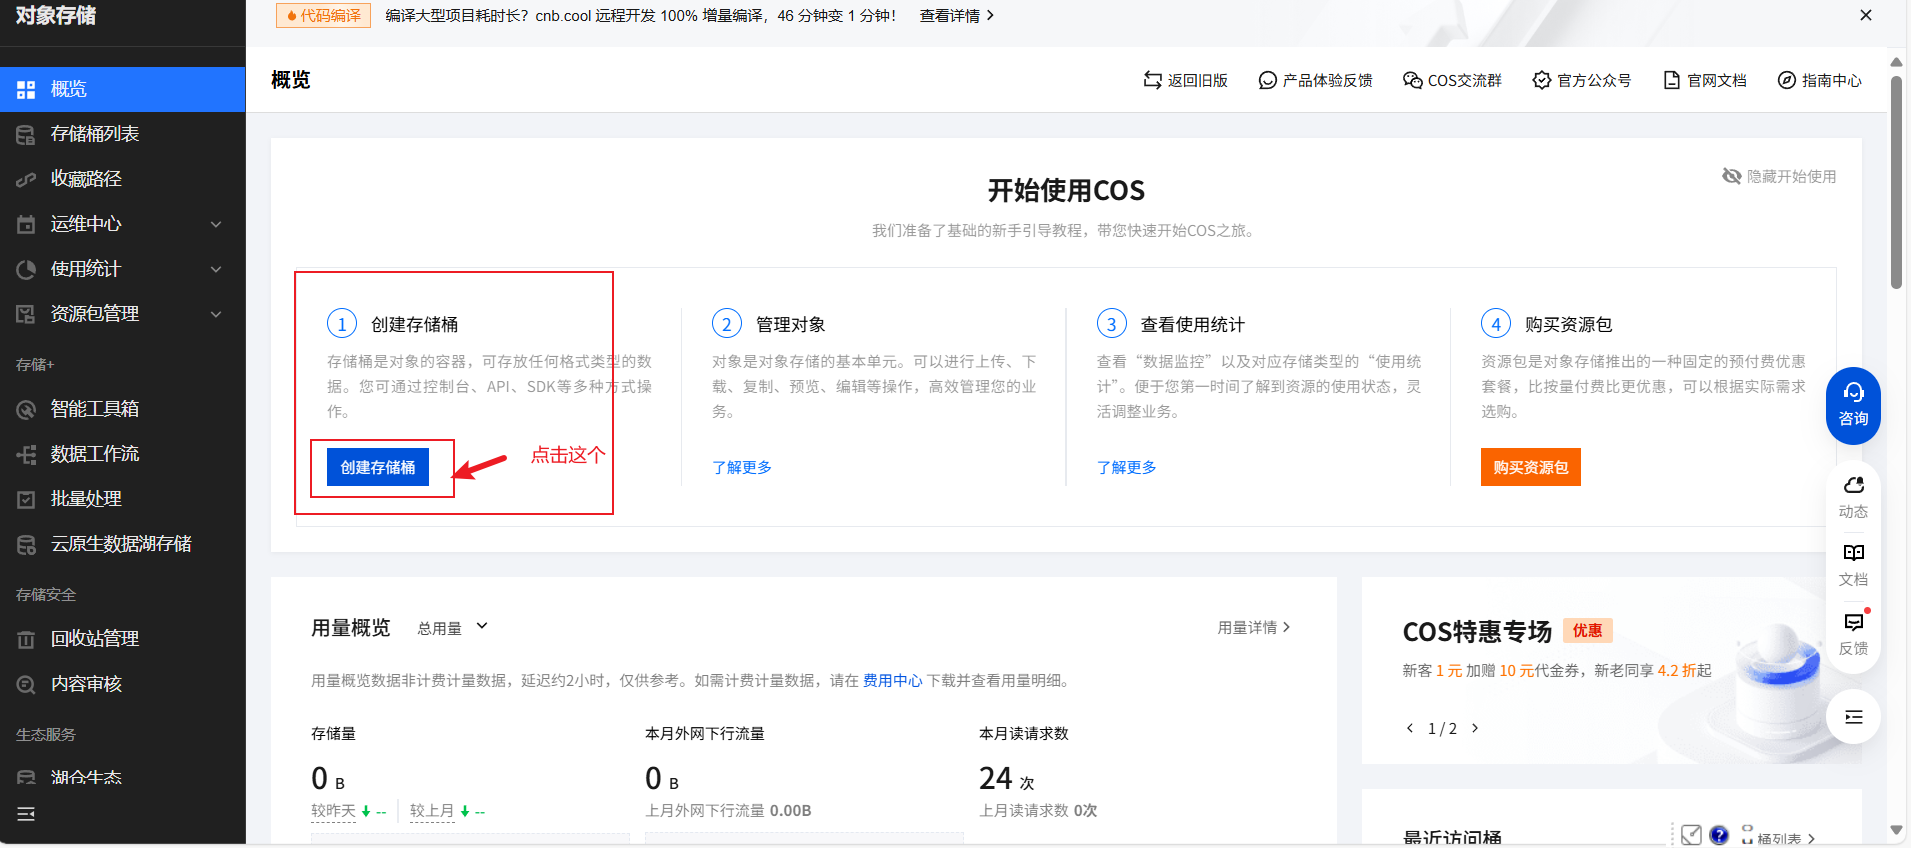 对象存储
代码编译 编译大型项目耗时长？cnb.cool 远程开发 100% 增量编译，46 分钟变 1 分钟！ 查看详情
概览
存储桶列表
收藏路径
运维中心
使用统计
资源包管理
存储+
智能工具箱
数据工作流
批量处理
云原生数据湖存储
存储安全
回收站管理
内容审核
生态服务
湖仓生态
概览
返回旧版 产品体验反馈 COS交流群 官方公众号 官网文档 指南中心
开始使用COS
隐藏开始使用
我们准备了基础的新手引导教程，带您快速开始COS之旅。
1 创建存储桶
存储桶是对象的容器，可存放任何格式类型的数
据。您可通过控制台、API、SDK等多种方式操
作。
创建存储桶
点击这个
2 管理对象
对象是对象存储的基本单元。可以进行上传、下
载、复制、预览、编辑等操作，高效管理您的业
务。
了解更多
3 查看使用统计
查看“数据监控”以及对应存储类型的“使用统
计”。便于您第一时间了解到资源的使用状态，灵
活调整业务。
了解更多
4 购买资源包
资源包是对象存储推出的一种固定的预付费优惠
套餐，比按量付费比更优惠，可以根据实际需求
选购。
购买资源包
用量概览 总用量 用量详情
用量概览数据非计费计量数据，延迟约2小时，仅供参考。如需计费计量数据，请在 费用中心 下载并查看用量明细。
存储量
0 B
较昨天 -- 较上月 --
本月外网下行流量
0 B
上月外网下行流量 0.00B
本月读请求数
24 次
上月读请求数 0次
COS特惠专场 优惠
新客 1 元 加赠 10 元代金券，新老同享 4.2 折起
1 / 2
最近访问桶 桶列表
咨询
动态
文档
反馈